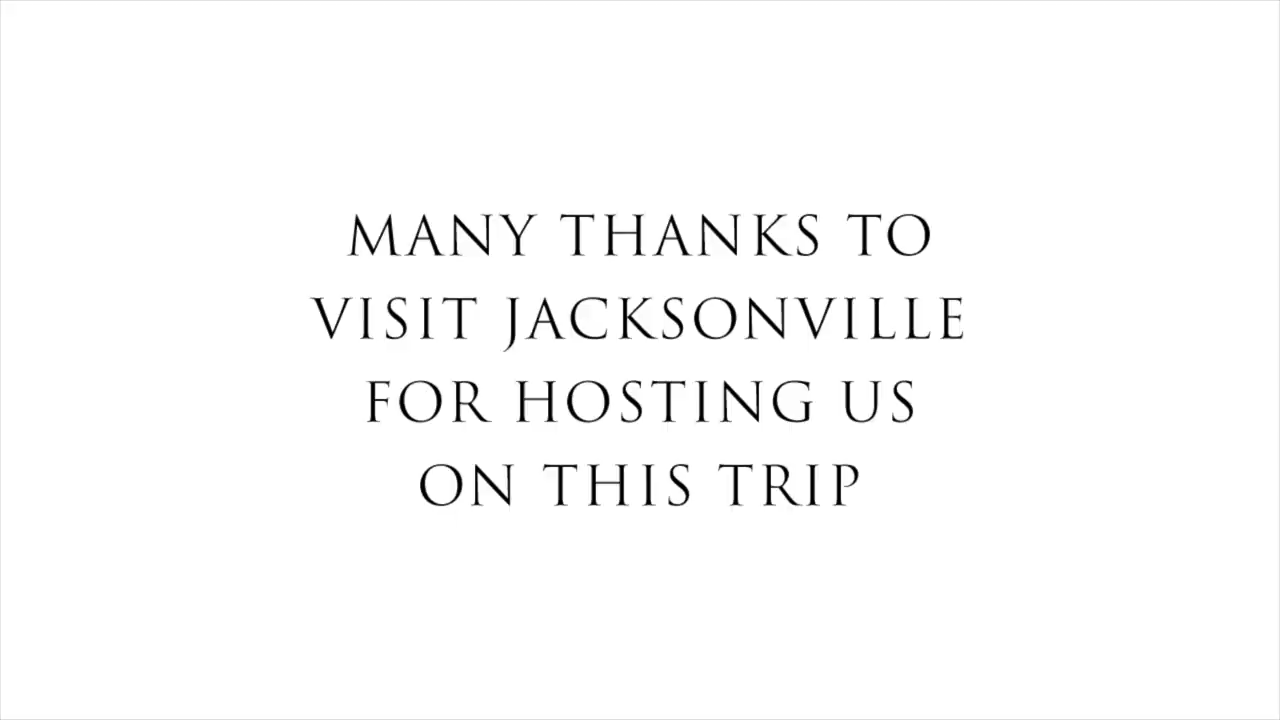 MANY THANKS TO
VISIT JACKSONVILLE
FOR HOSTING US
ON THIS TRIP